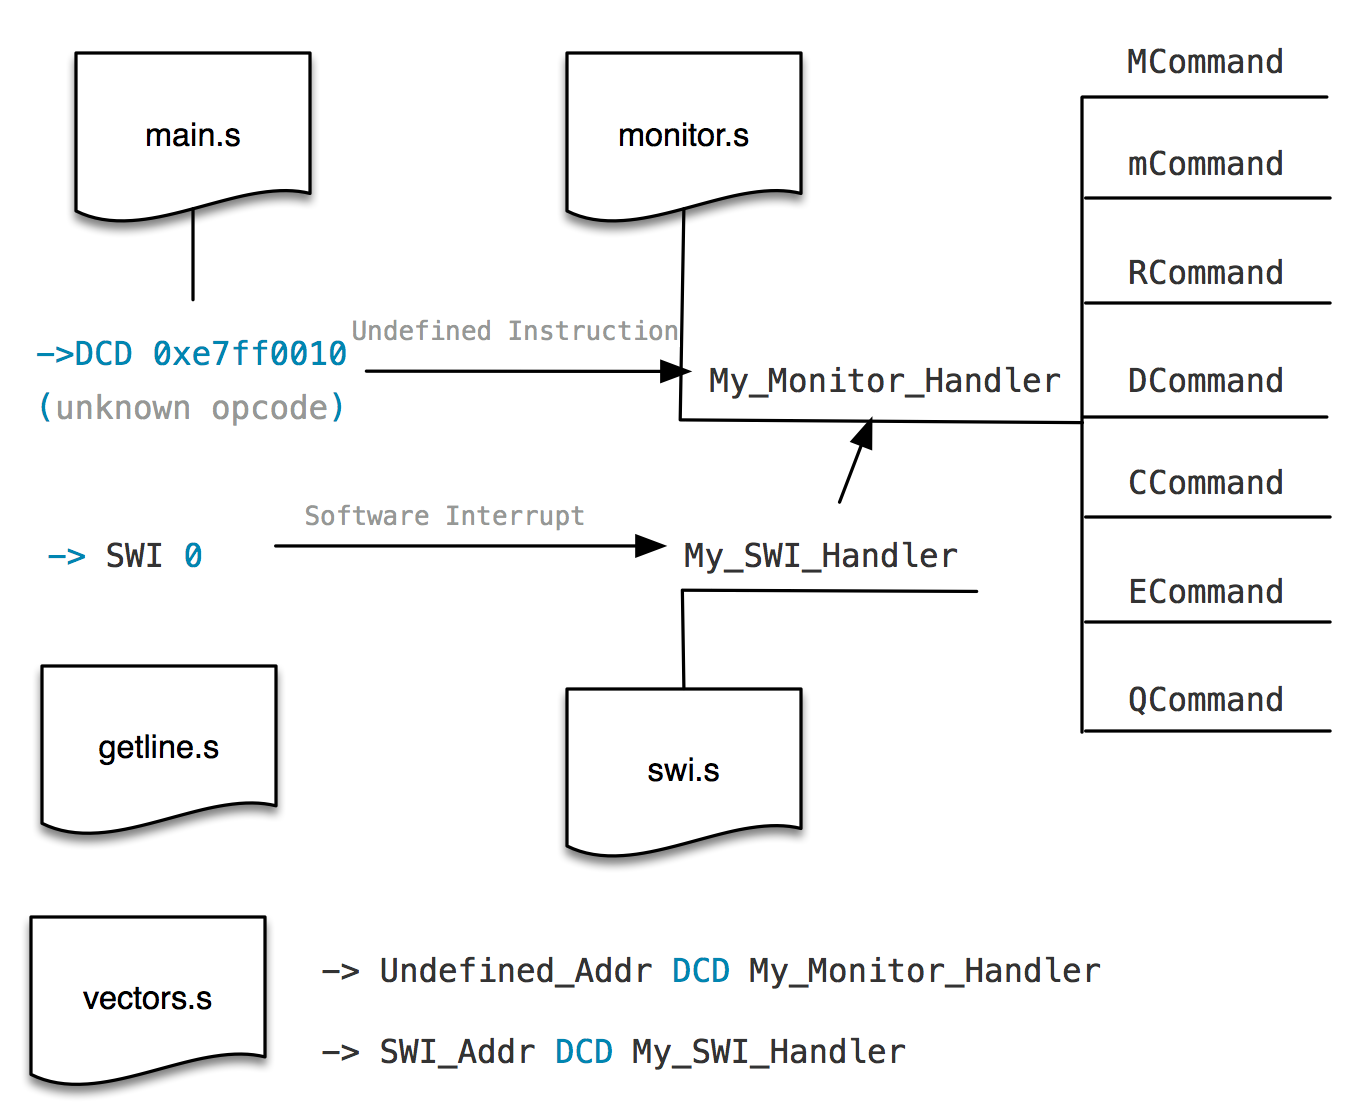 main.s
monitor.s
MCommand
mCommand
RCommand
DCommand
CCommand
ECommand
QCommand
->DCD 0xe7ff0010
(unknown opcode)
Undefined Instruction
My_Monitor_Handler
-> SWI 0
Software Interrupt
My_SWI_Handler
getline.s
swi.s
vectors.s
-> Undefined_Addr DCD My_Monitor_Handler
-> SWI_Addr DCD My_SWI_Handler